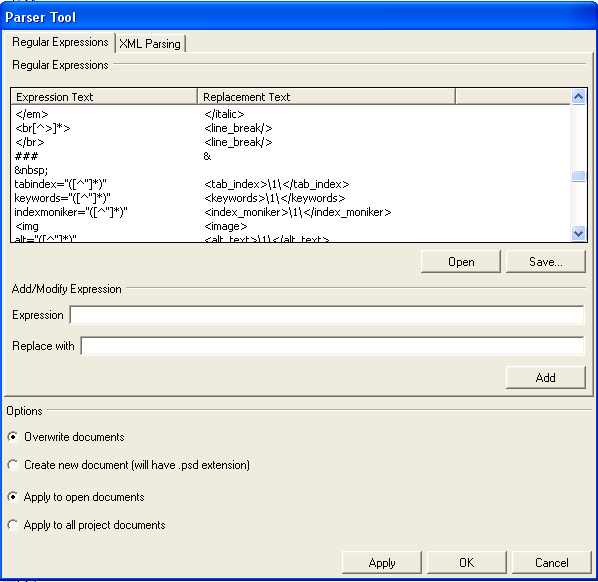 Parser Tool
Regular Expressions XML Parsing
Regular Expressions
Expression Text Replacement Text
</em> </italic>
<br[^>]*> <line_break/>
</br> <line_break/>
### &
&nbsp;
tabindex="([^"]*)" <tab_index>\1\</tab_index>
keywords="([^"]*)" <keywords>\1\</keywords>
indexmoniker="([^"]*)" <index_moniker>\1\</index_moniker>
<img <image>
alt="([^"]*)" <alt_text>\1\</alt_text>
Open Save...
Add/Modify Expression
Expression
Replace with
Add
Options
Overwrite documents
Create new document (will have .psd extension)
Apply to open documents
Apply to all project documents
Apply OK Cancel